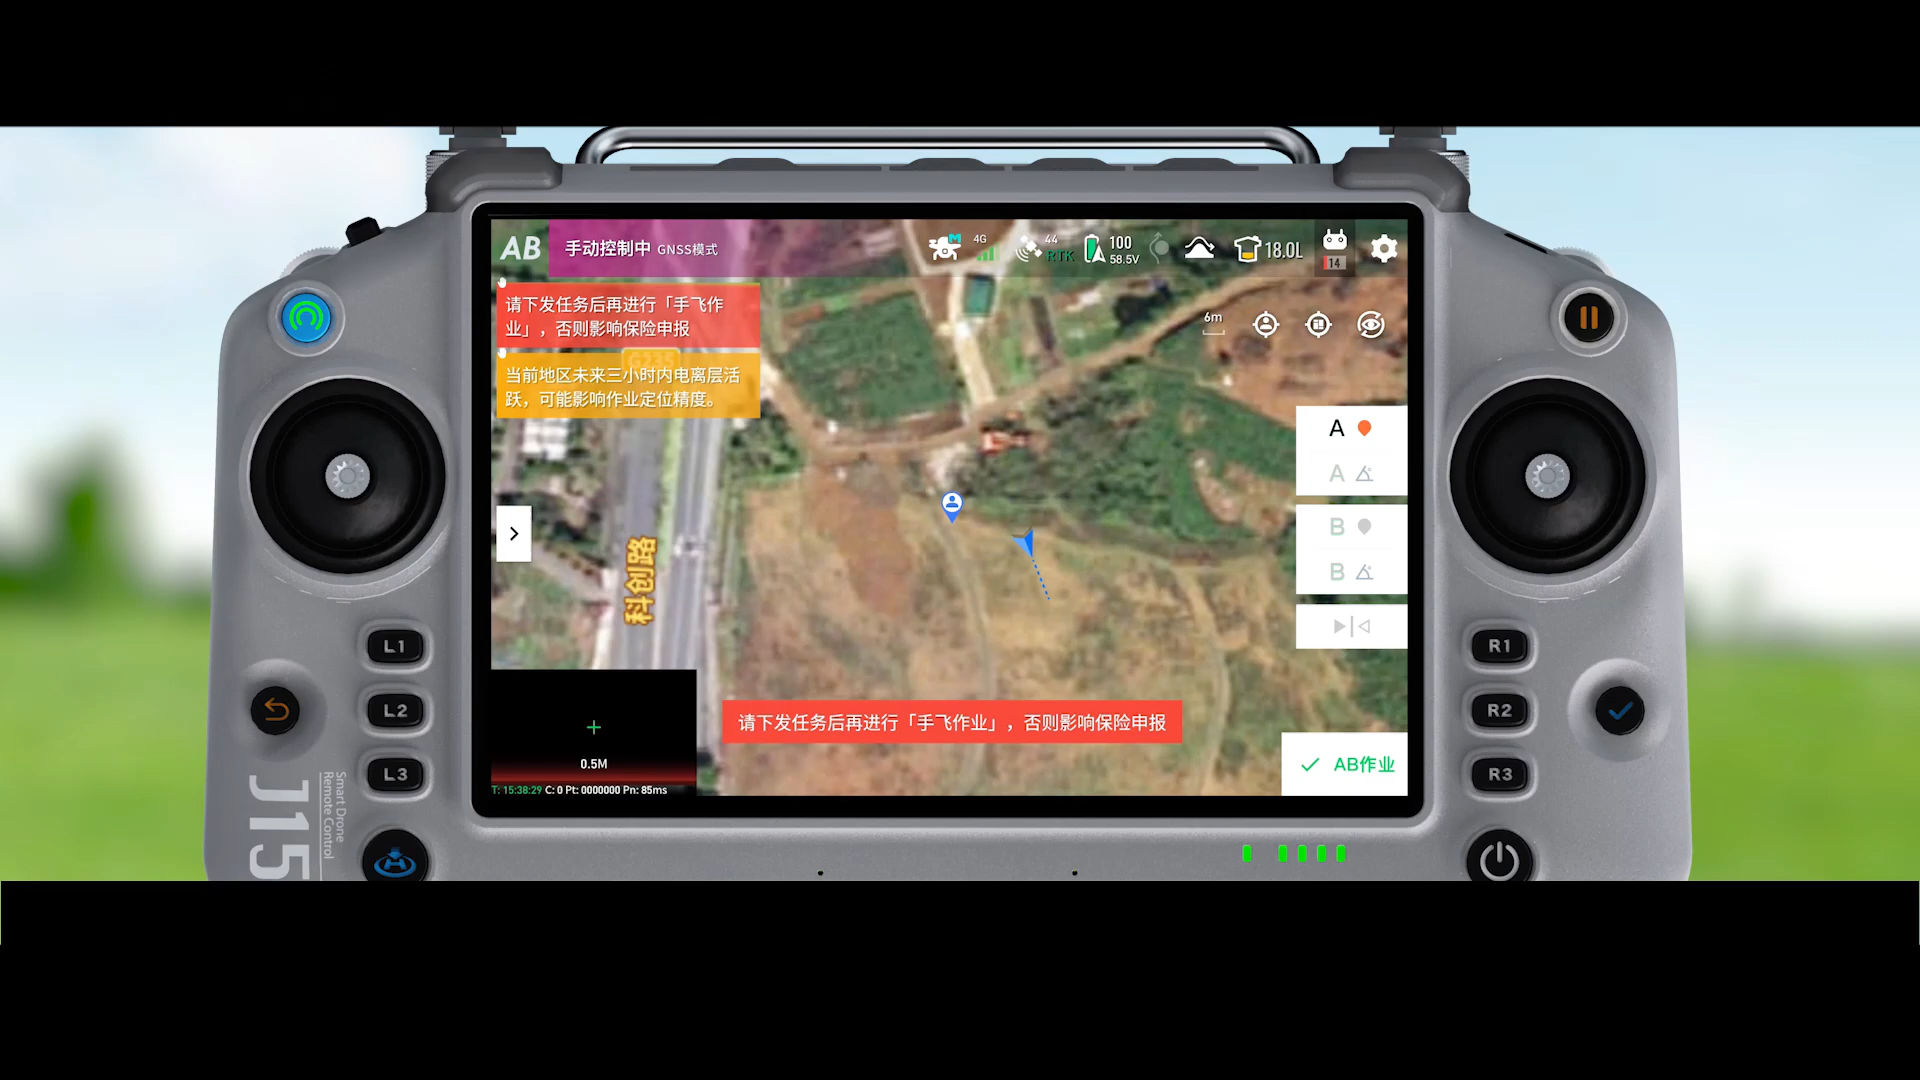 AB 手动控制中 GNSS模式 M 4G 44 RTK 100 58.5V 18.0L 14
请下发任务后再进行「手飞作
业」，否则影响保险申报
G235
当前地区未来三小时内电离层活
跃，可能影响作业定位精度。
6m
A
A
B
B
科创路
请下发任务后再进行「手飞作业」，否则影响保险申报
AB作业
0.5M
T: 15:38:29 C: 0 Pt: 0000000 Pn: 85ms
L1
L2
L3
R1
R2
R3
J15
Smart Drone
Remote Control